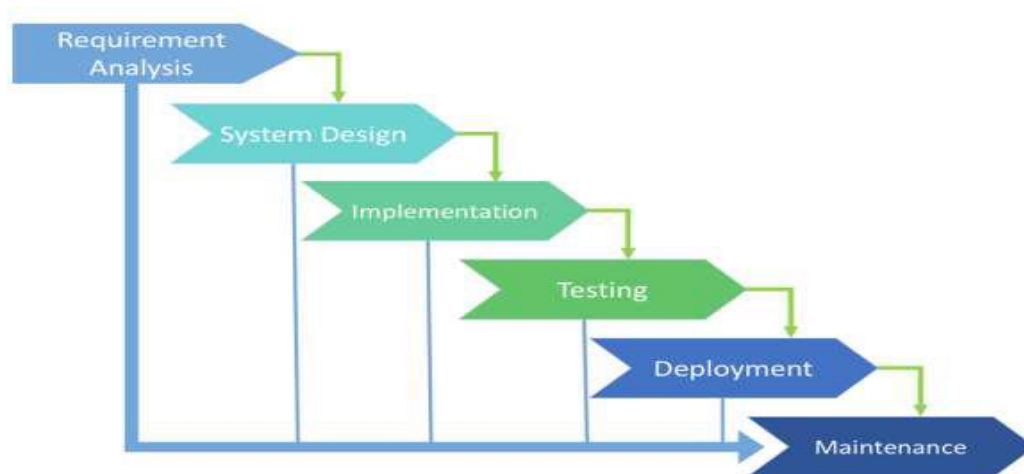 Requirement
Analysis
System Design
Implementation
Testing
Deployment
Maintenance